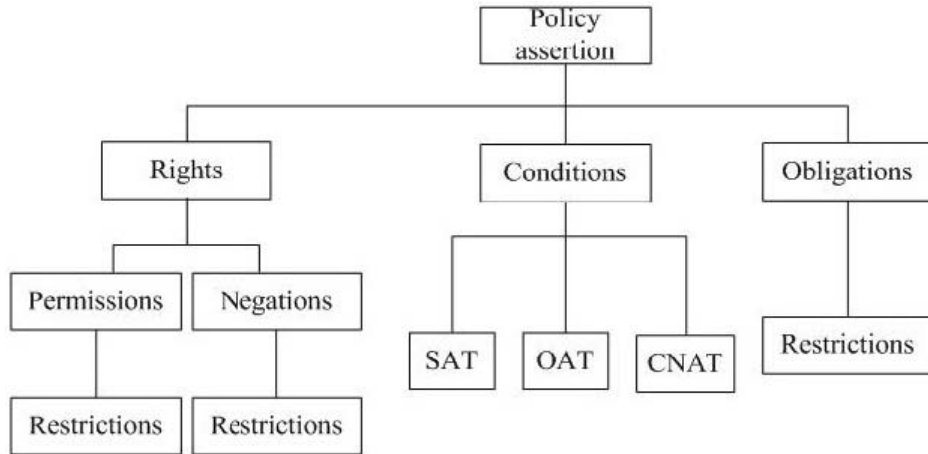 Policy
assertion
Rights
Conditions
Obligations
Permissions
Negations
SAT
OAT
CNAT
Restrictions
Restrictions
Restrictions